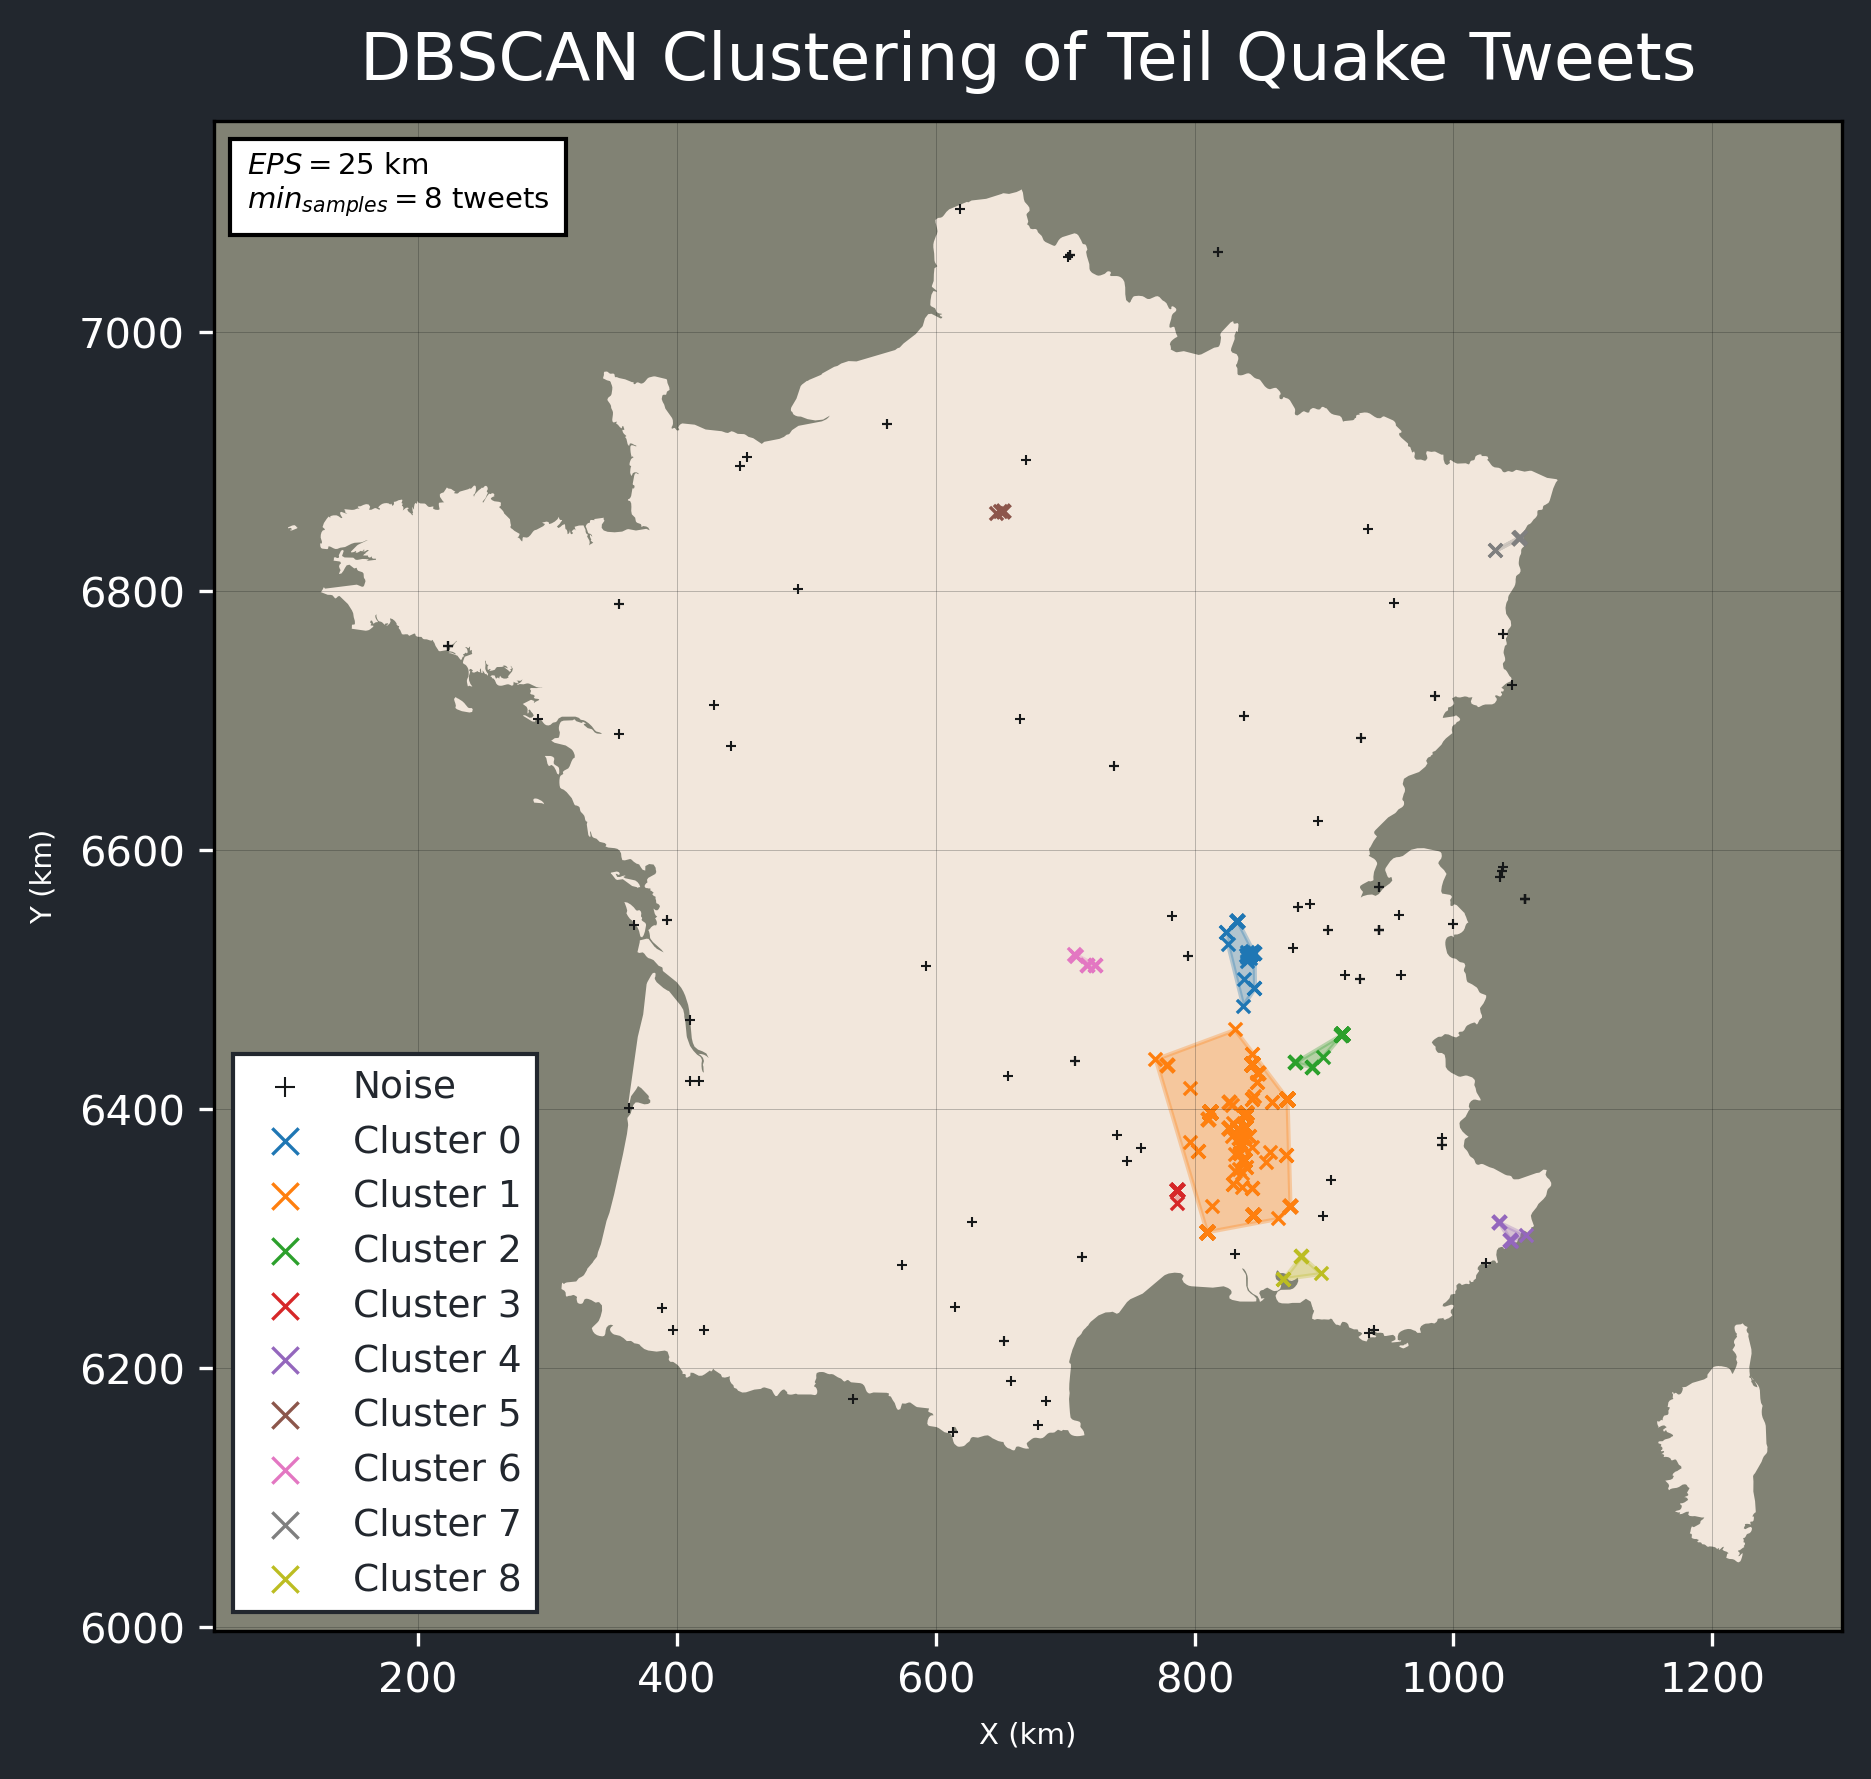 DBSCAN Clustering of Teil Quake Tweets
EPS = 25 km
min_samples = 8 tweets
7000
6800
6600
6400
6200
6000
Y (km)
Noise
Cluster 0
Cluster 1
Cluster 2
Cluster 3
Cluster 4
Cluster 5
Cluster 6
Cluster 7
Cluster 8
200 400 600 800 1000 1200
X (km)